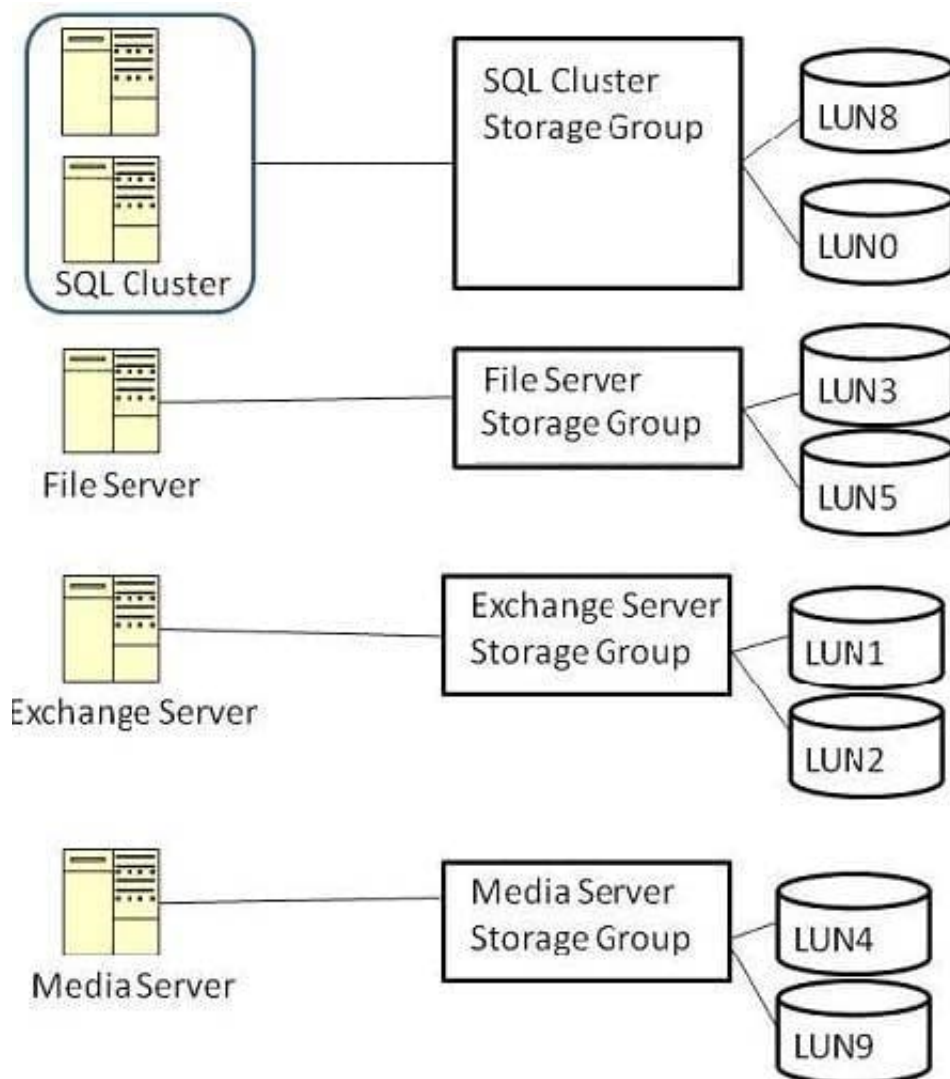 SQL Cluster
SQL Cluster
Storage Group
LUN8
LUN0
File Server
File Server
Storage Group
LUN3
LUN5
Exchange Server
Exchange Server
Storage Group
LUN1
LUN2
Media Server
Media Server
Storage Group
LUN4
LUN9